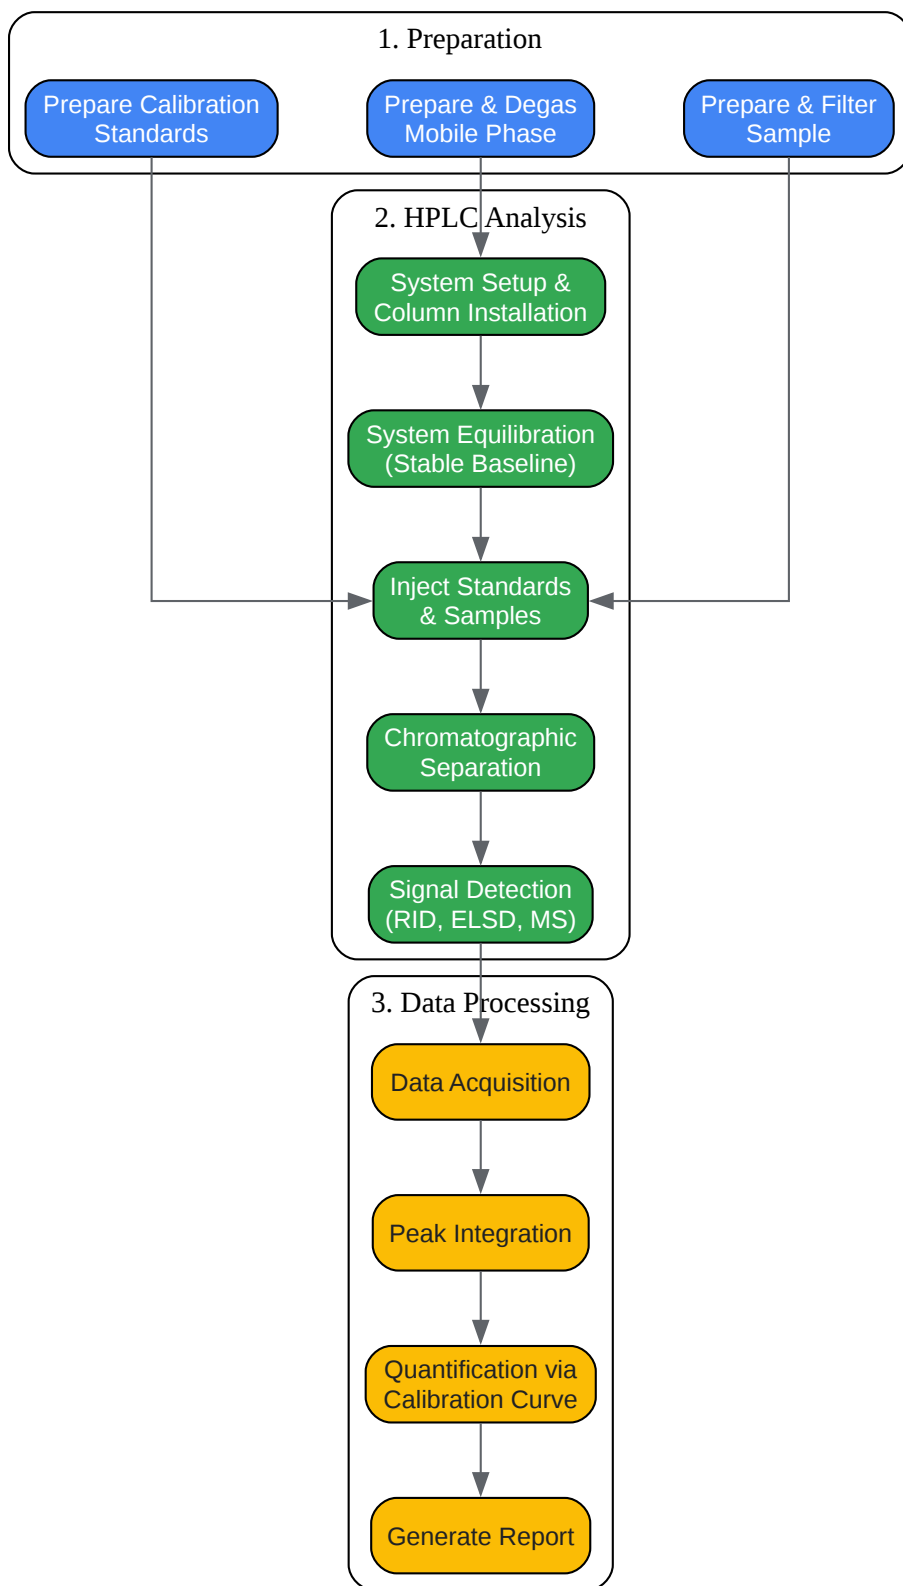 1. Preparation
Prepare Calibration
Standards
Prepare & Degas
Mobile Phase
Prepare & Filter
Sample
2. HPLC Analysis
System Setup &
Column Installation
System Equilibration
(Stable Baseline)
Inject Standards
& Samples
Chromatographic
Separation
Signal Detection
(RID, ELSD, MS)
3. Data Processing
Data Acquisition
Peak Integration
Quantification via
Calibration Curve
Generate Report